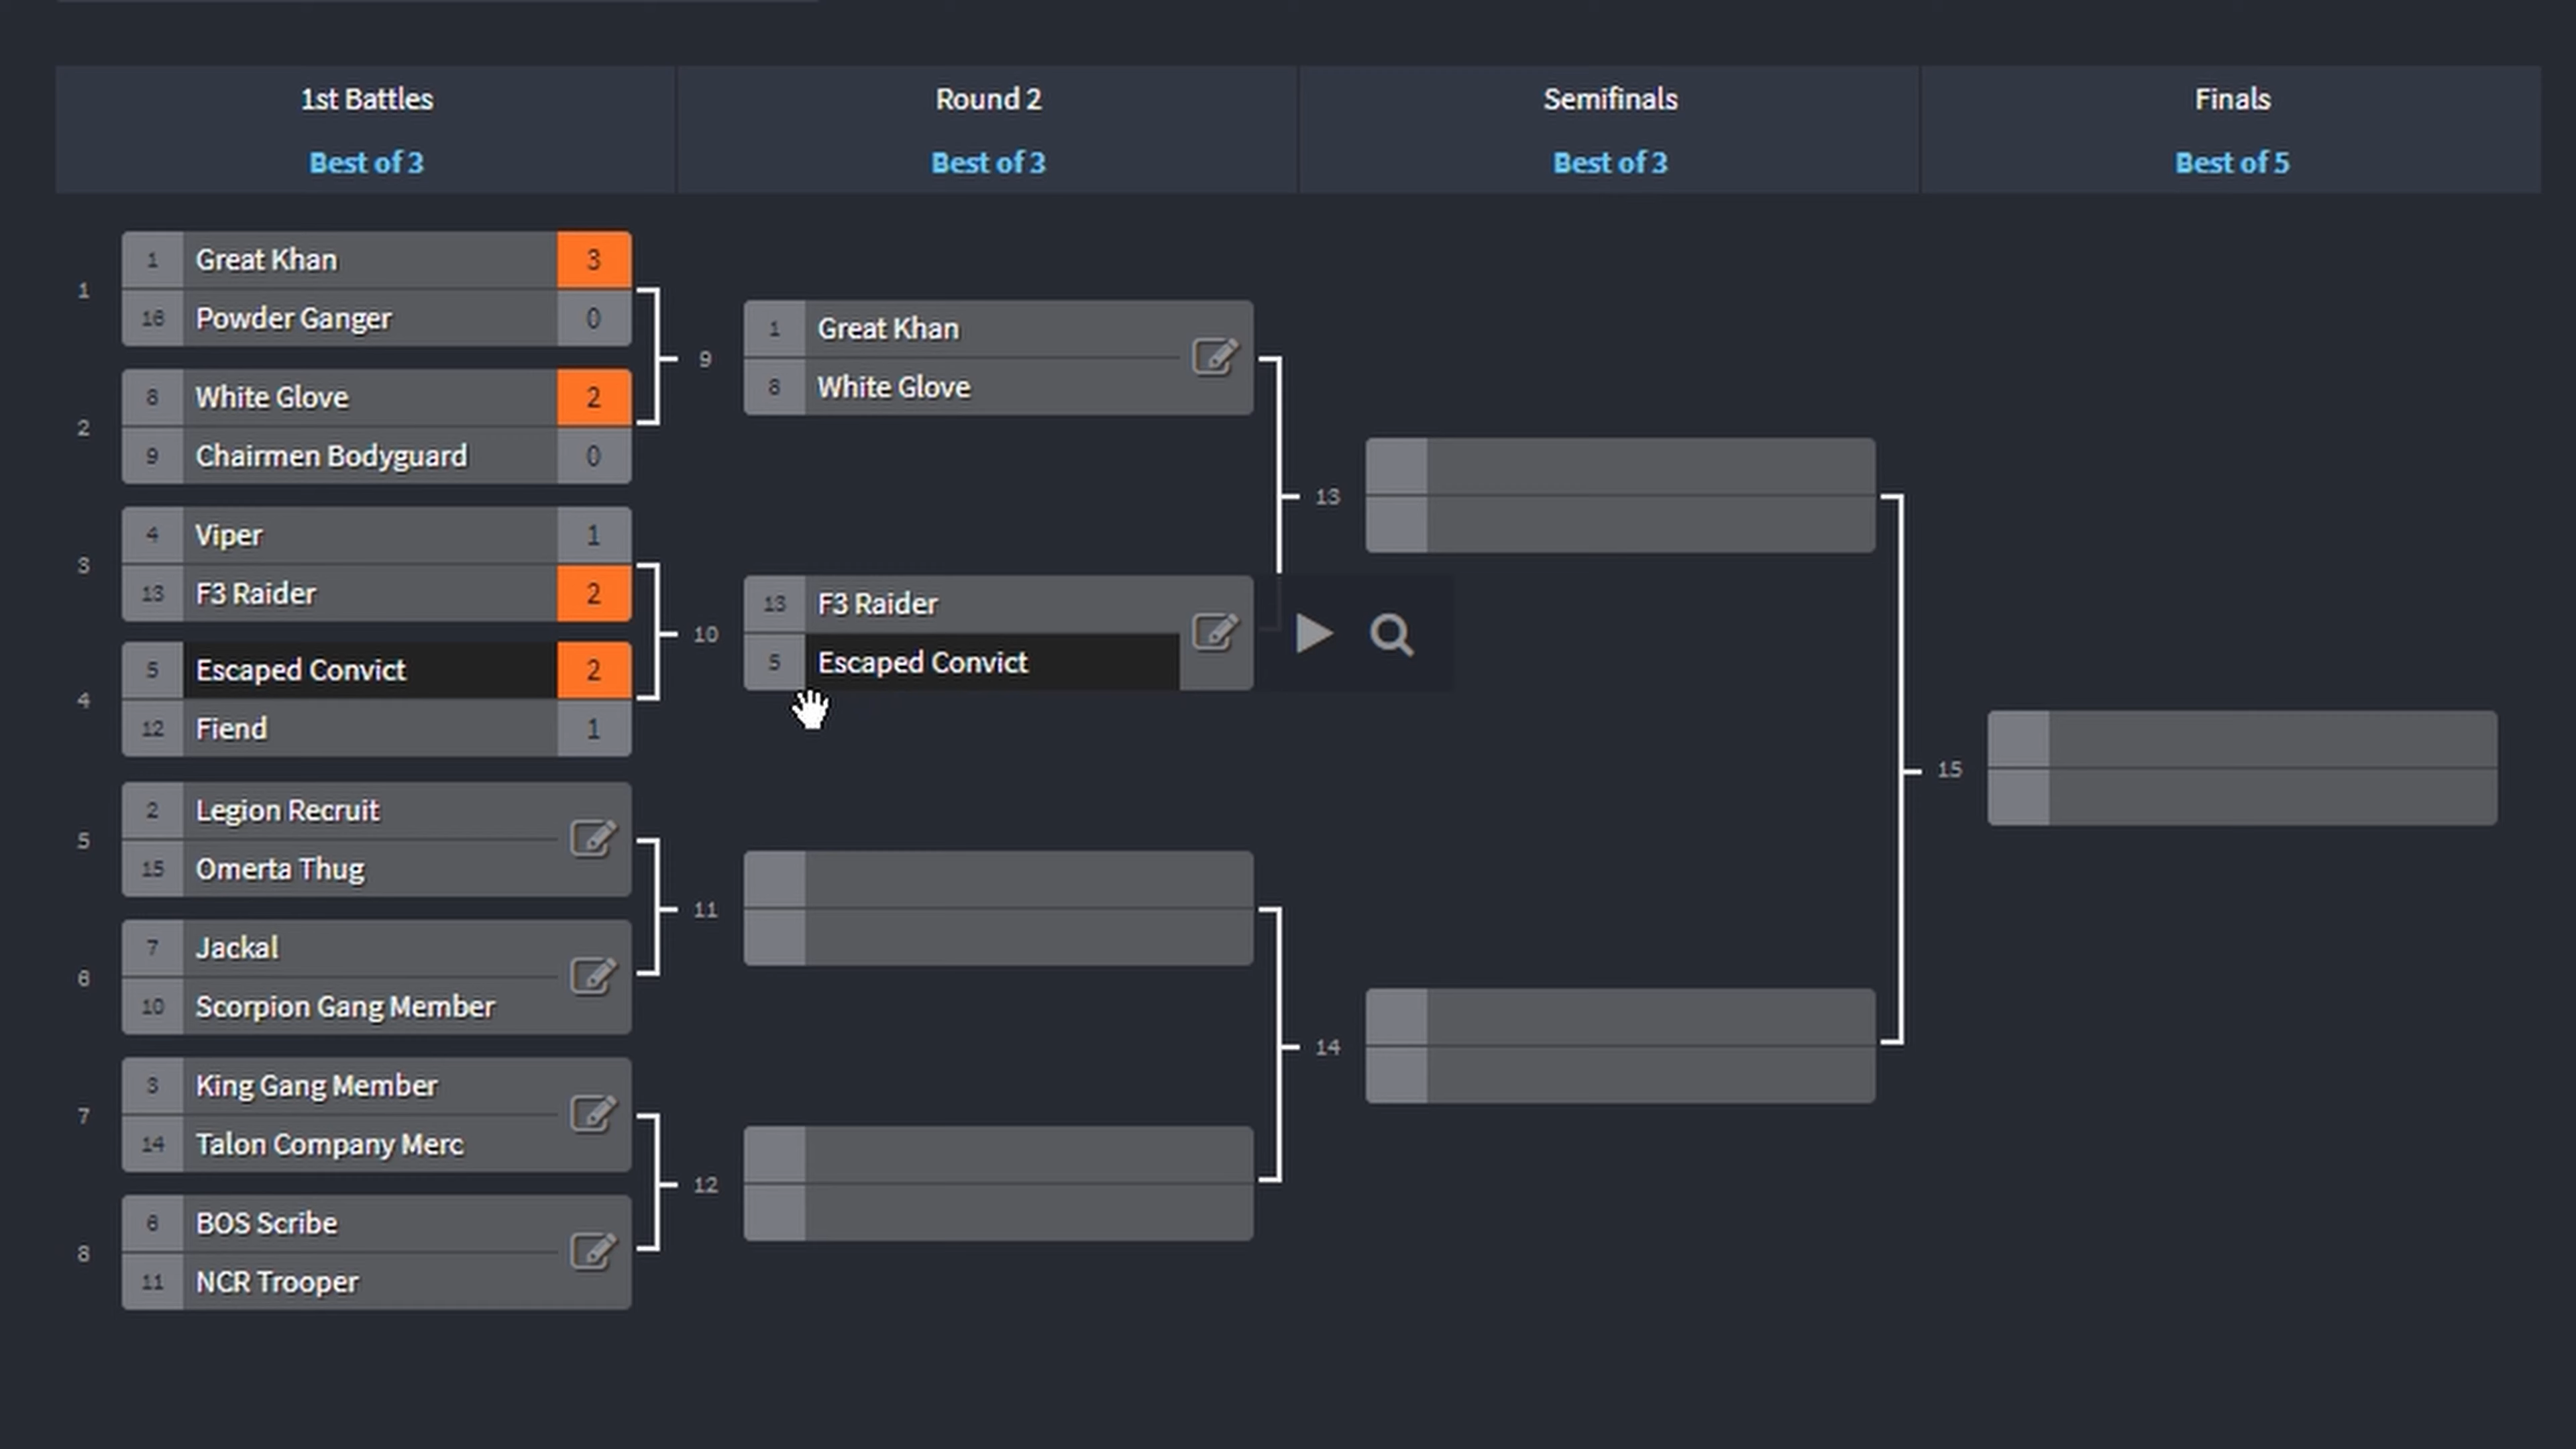 1st Battles
Round 2
Semifinals
Finals
Best of 3
Best of 3
Best of 3
Best of 5
1
1 Great Khan 3
16 Powder Ganger 0
2
8 White Glove 2
9 Chairmen Bodyguard 0
3
4 Viper 1
13 F3 Raider 2
4
5 Escaped Convict 2
12 Fiend 1
5
2 Legion Recruit
15 Omerta Thug
6
7 Jackal
10 Scorpion Gang Member
7
3 King Gang Member
14 Talon Company Merc
8
6 BOS Scribe
11 NCR Trooper
9
1 Great Khan
8 White Glove
10
13 F3 Raider
5 Escaped Convict
11
12
13
14
15